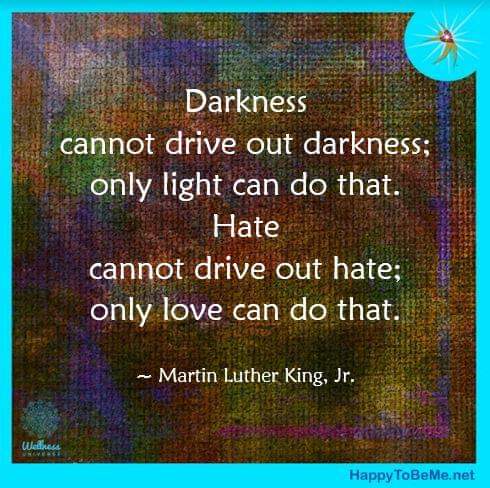 Darkness
cannot drive out darkness;
only light can do that.
Hate
cannot drive out hate;
only love can do that.
~ Martin Luther King, Jr.
Wellness
UNIVERSE
HappyToBeMe.net